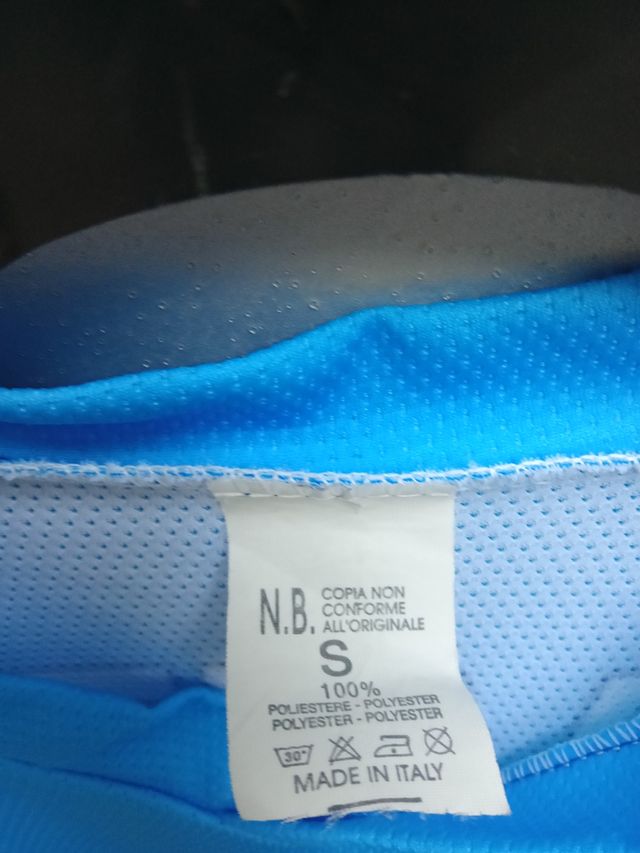 N.B. COPIA NON
CONFORME
ALL'ORIGINALE
S
100%
POLIESTERE - POLYESTER
POLYESTER - POLYESTER
30°
MADE IN ITALY